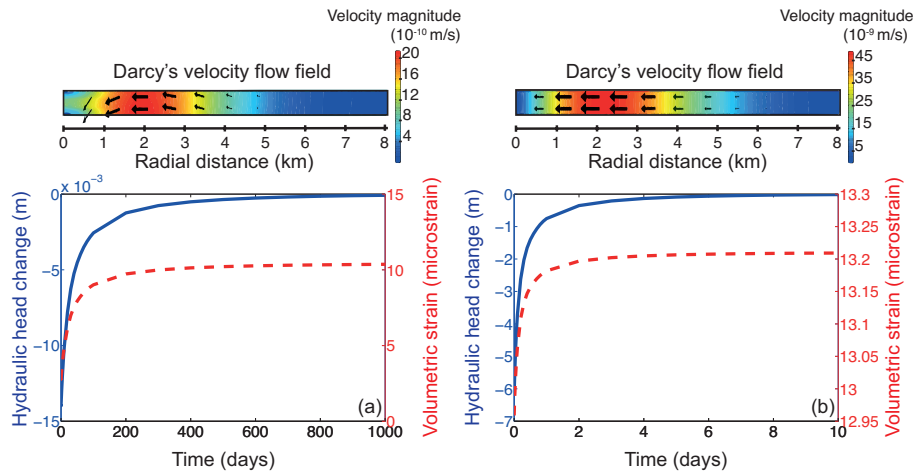 Velocity magnitude
(10⁻¹⁰ m/s)
20
16
12
8
4
Darcy's velocity flow field
0 1 2 3 4 5 6 7 8
Radial distance (km)
x 10⁻³
0
−5
−10
−15
Hydraulic head change (m)
15
10
5
0
Volumetric strain (microstrain)
(a)
0 200 400 600 800 1000
Time (days)
Velocity magnitude
(10⁻⁹ m/s)
45
35
25
15
5
Darcy's velocity flow field
0 1 2 3 4 5 6 7 8
Radial distance (km)
0
−1
−2
−3
−4
−5
−6
−7
Hydraulic head change (m)
13.3
13.25
13.20
13.15
13.1
13.05
13
12.95
Volumetric strain (microstrain)
(b)
0 2 4 6 8 10
Time (days)